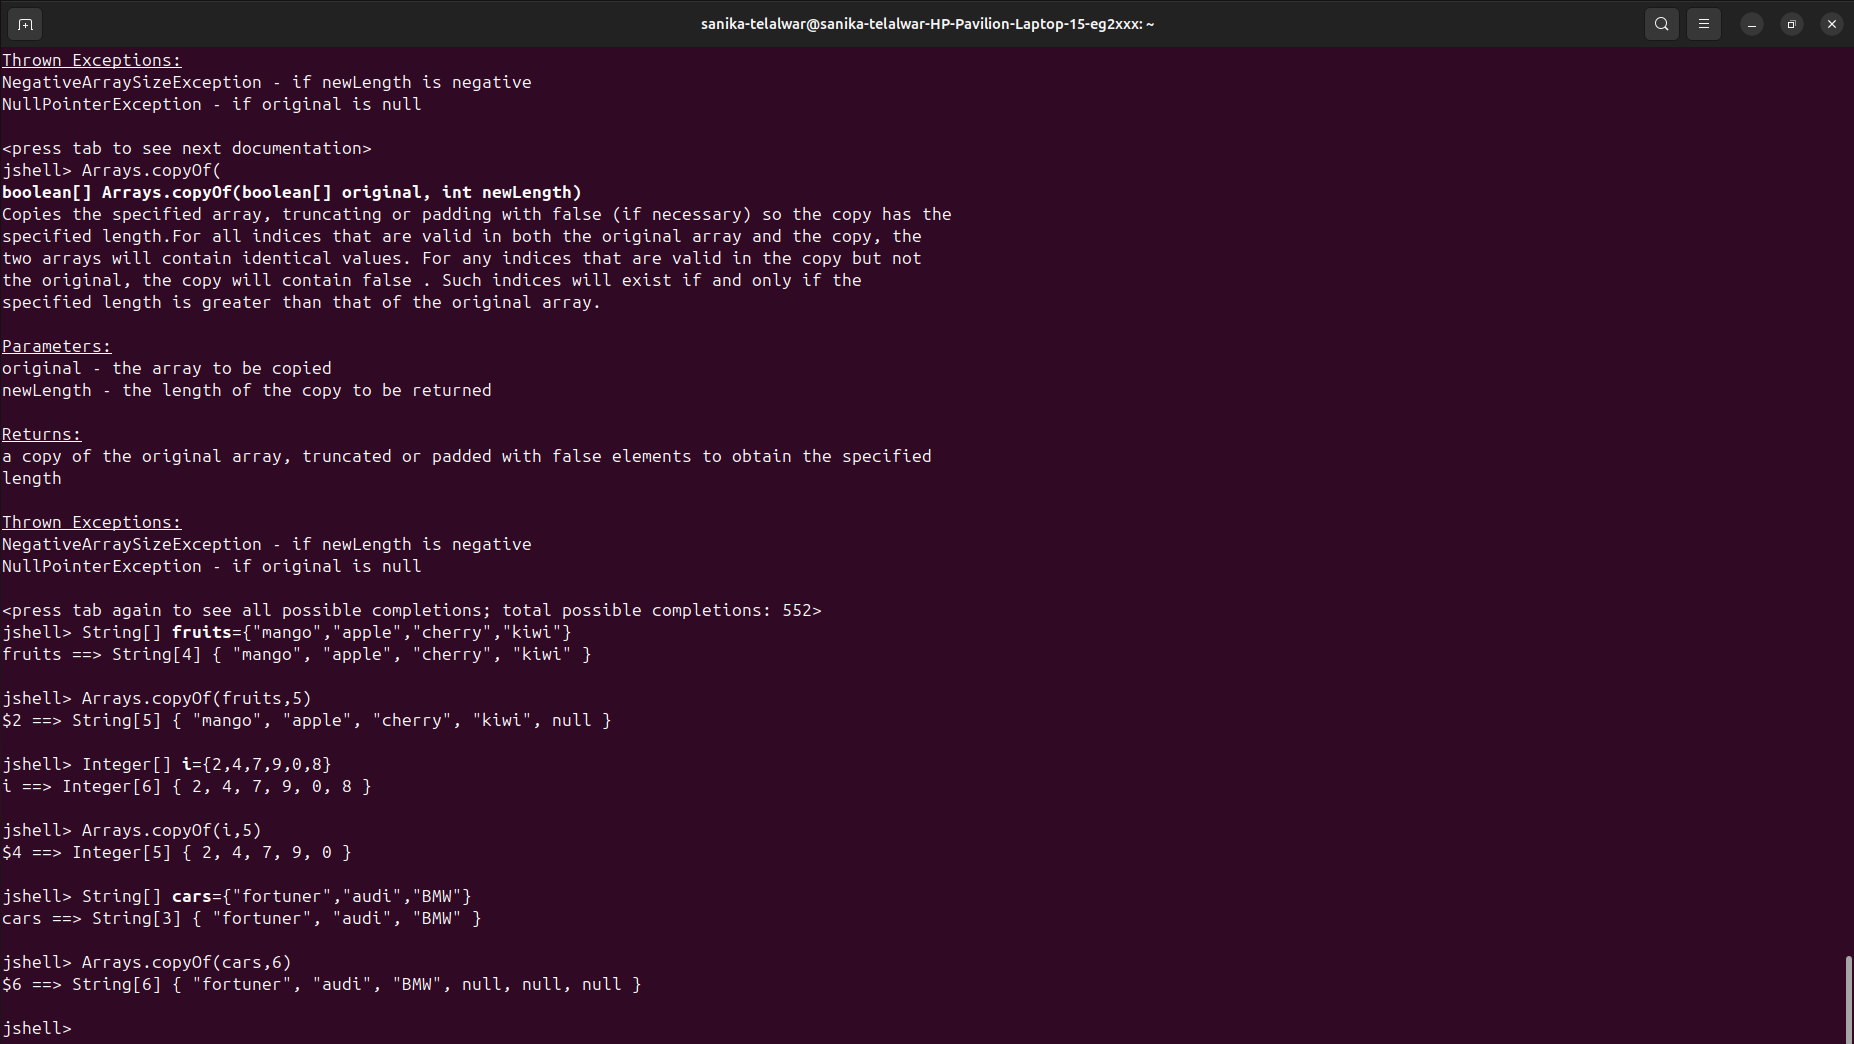 sanika-telalwar@sanika-telalwar-HP-Pavilion-Laptop-15-eg2xxx: ~
Thrown Exceptions:
NegativeArraySizeException - if newLength is negative
NullPointerException - if original is null
<press tab to see next documentation>
jshell> Arrays.copyOf(
boolean[] Arrays.copyOf(boolean[] original, int newLength)
Copies the specified array, truncating or padding with false (if necessary) so the copy has the
specified length.For all indices that are valid in both the original array and the copy, the
two arrays will contain identical values. For any indices that are valid in the copy but not
the original, the copy will contain false . Such indices will exist if and only if the
specified length is greater than that of the original array.
Parameters:
original - the array to be copied
newLength - the length of the copy to be returned
Returns:
a copy of the original array, truncated or padded with false elements to obtain the specified
length
Thrown Exceptions:
NegativeArraySizeException - if newLength is negative
NullPointerException - if original is null
<press tab again to see all possible completions; total possible completions: 552>
jshell> String[] fruits={"mango","apple","cherry","kiwi"}
fruits ==> String[4] { "mango", "apple", "cherry", "kiwi" }
jshell> Arrays.copyOf(fruits,5)
$2 ==> String[5] { "mango", "apple", "cherry", "kiwi", null }
jshell> Integer[] i={2,4,7,9,0,8}
i ==> Integer[6] { 2, 4, 7, 9, 0, 8 }
jshell> Arrays.copyOf(i,5)
$4 ==> Integer[5] { 2, 4, 7, 9, 0 }
jshell> String[] cars={"fortuner","audi","BMW"}
cars ==> String[3] { "fortuner", "audi", "BMW" }
jshell> Arrays.copyOf(cars,6)
$6 ==> String[6] { "fortuner", "audi", "BMW", null, null, null }
jshell>